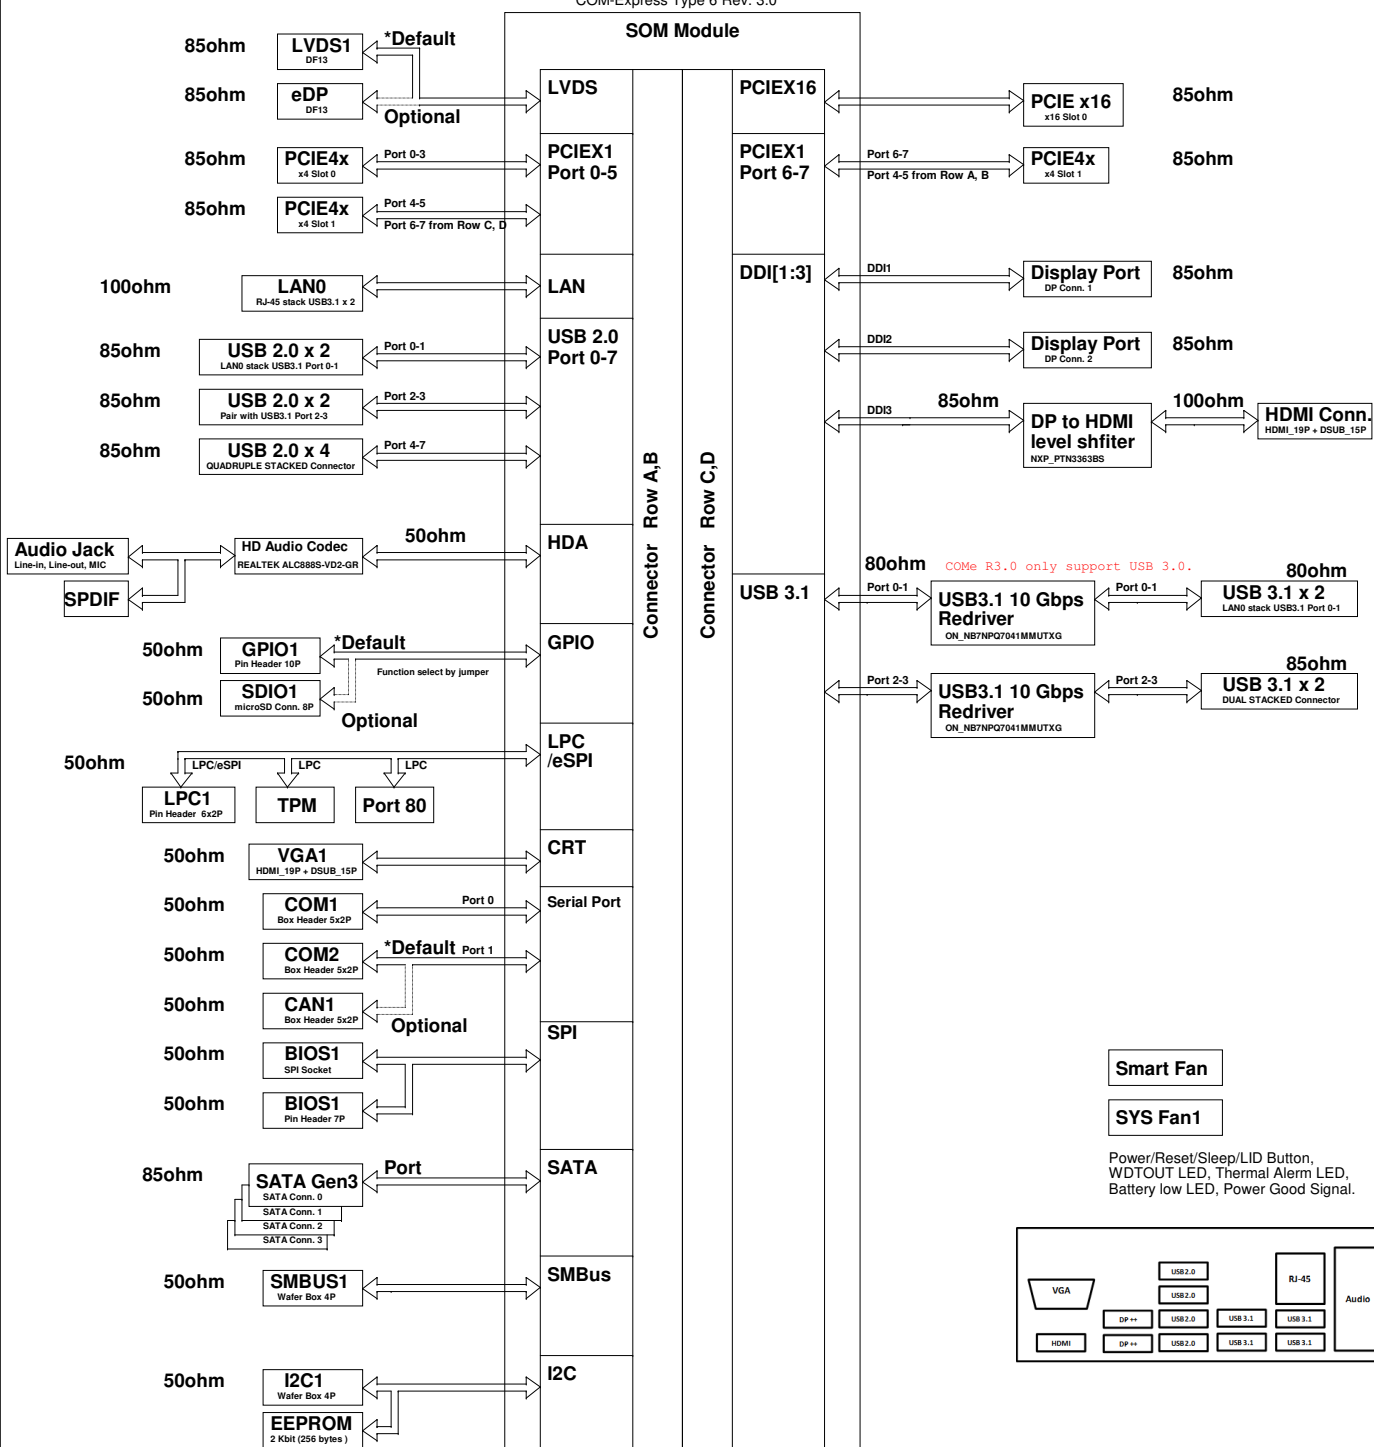 COM-Express Type 6 Rev. 3.0
SOM Module
85ohm
LVDS1
DF13
*Default
85ohm
eDP
DF13
Optional
LVDS
85ohm
PCIE4x
x4 Slot 0
Port 0-3
PCIEX1
Port 0-5
85ohm
PCIE4x
x4 Slot 1
Port 4-5
Port 6-7 from Row C, D
100ohm
LAN0
RJ-45 stack USB3.1 x 2
LAN
85ohm
USB 2.0 x 2
LAN0 stack USB3.1 Port 0-1
Port 0-1
USB 2.0
Port 0-7
85ohm
USB 2.0 x 2
Pair with USB3.1 Port 2-3
Port 2-3
85ohm
USB 2.0 x 4
QUADRUPLE STACKED Connector
Port 4-7
Audio Jack
Line-in, Line-out, MIC
SPDIF
HD Audio Codec
REALTEK ALC888S-VD2-GR
50ohm
HDA
50ohm
GPIO1
Pin Header 10P
*Default
Function select by jumper
GPIO
50ohm
SDIO1
microSD Conn. 8P
Optional
50ohm
LPC/eSPI
LPC
LPC
LPC
/eSPI
LPC1
Pin Header 6x2P
TPM
Port 80
50ohm
VGA1
HDMI_19P + DSUB_15P
CRT
50ohm
COM1
Box Header 5x2P
Port 0
Serial Port
50ohm
COM2
Box Header 5x2P
*Default Port 1
50ohm
CAN1
Box Header 5x2P
Optional
50ohm
BIOS1
SPI Socket
SPI
50ohm
BIOS1
Pin Header 7P
85ohm
SATA Gen3
SATA Conn. 0
SATA Conn. 1
SATA Conn. 2
SATA Conn. 3
Port
SATA
50ohm
SMBUS1
Wafer Box 4P
SMBus
50ohm
I2C1
Wafer Box 4P
I2C
EEPROM
2 Kbit (256 bytes )
Connector Row A,B
Connector Row C,D
PCIEX16
PCIE x16
x16 Slot 0
85ohm
PCIEX1
Port 6-7
Port 6-7
Port 4-5 from Row A, B
PCIE4x
x4 Slot 1
85ohm
DDI[1:3]
DDI1
Display Port
DP Conn. 1
85ohm
DDI2
Display Port
DP Conn. 2
85ohm
DDI3
85ohm
DP to HDMI
level shfiter
NXP_PTN3363BS
100ohm
HDMI Conn.
HDMI_19P + DSUB_15P
USB 3.1
80ohm
COMe R3.0 only support USB 3.0.
Port 0-1
USB3.1 10 Gbps
Redriver
ON_NB7NPQ7041MMUTXG
Port 0-1
80ohm
USB 3.1 x 2
LAN0 stack USB3.1 Port 0-1
Port 2-3
USB3.1 10 Gbps
Redriver
ON_NB7NPQ7041MMUTXG
Port 2-3
85ohm
USB 3.1 x 2
DUAL STACKED Connector
Smart Fan
SYS Fan1
Power/Reset/Sleep/LID Button,
WDTOUT LED, Thermal Alerm LED,
Battery low LED, Power Good Signal.
VGA
HDMI
DP ++
DP ++
USB2.0
USB2.0
USB2.0
USB2.0
USB 3.1
USB 3.1
RJ-45
USB 3.1
USB 3.1
Audio